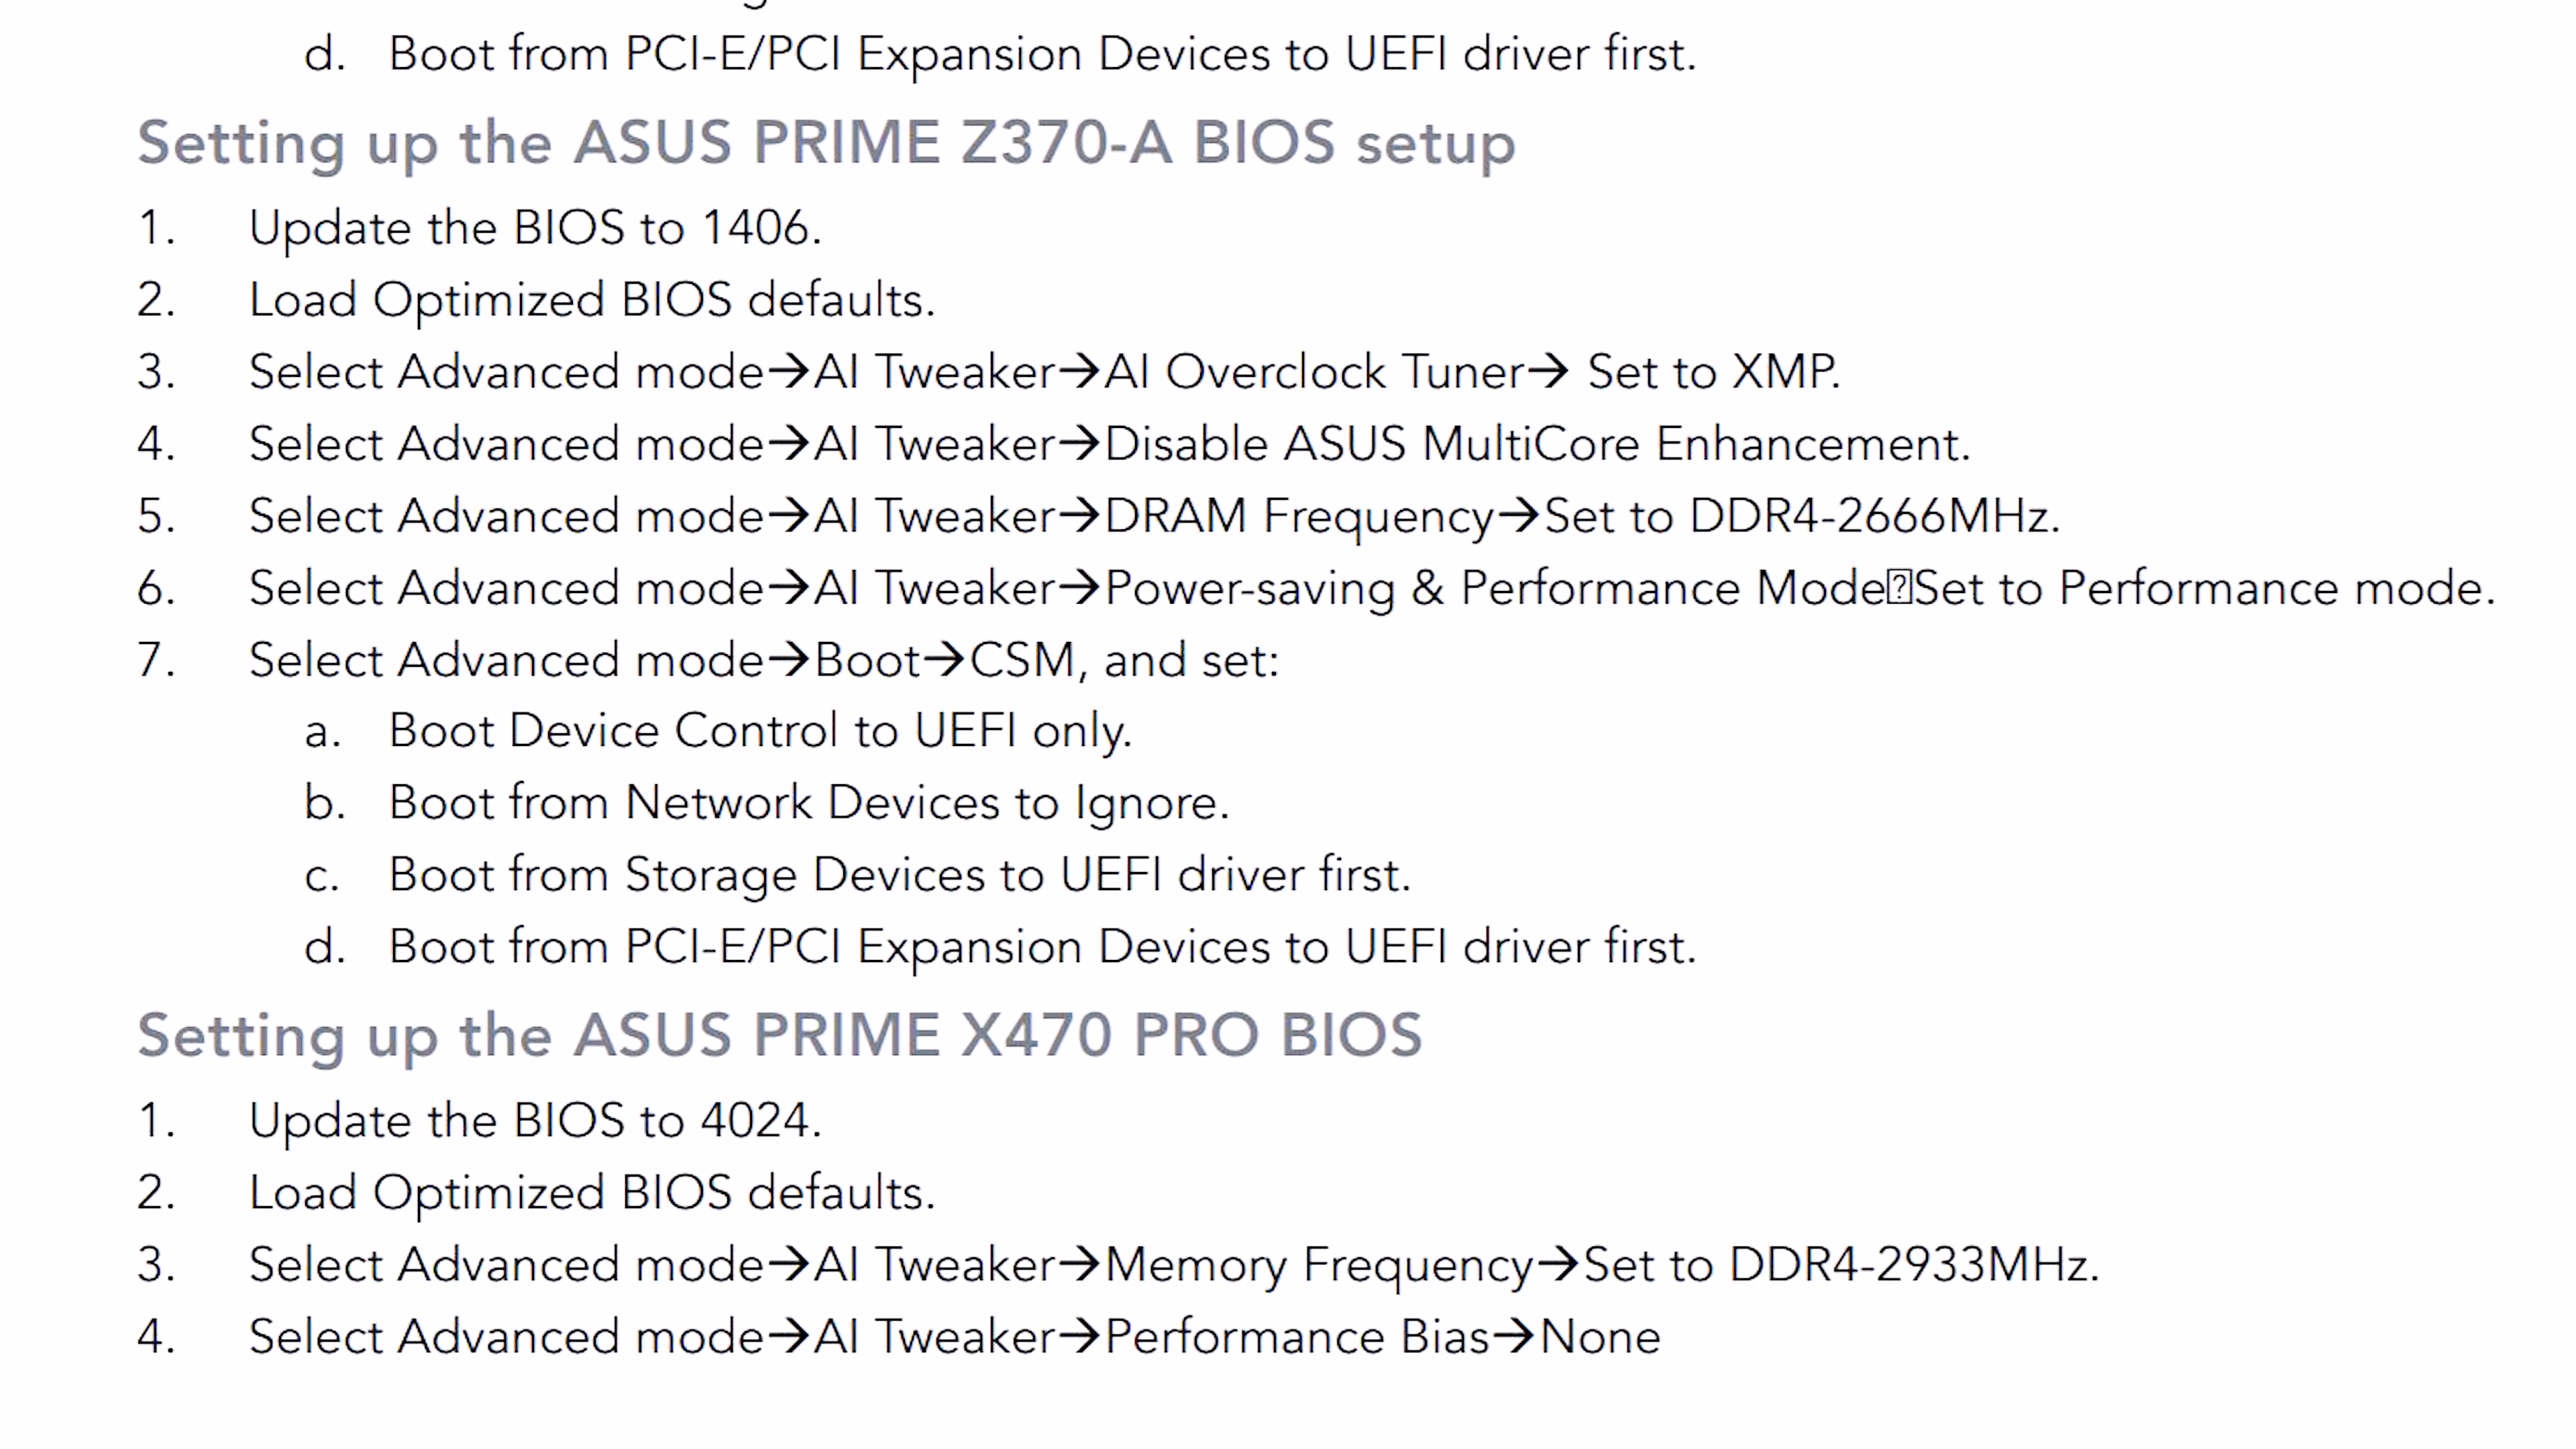 d. Boot from PCI-E/PCI Expansion Devices to UEFI driver first.
Setting up the ASUS PRIME Z370-A BIOS setup
1. Update the BIOS to 1406.
2. Load Optimized BIOS defaults.
3. Select Advanced mode→AI Tweaker→AI Overclock Tuner→ Set to XMP.
4. Select Advanced mode→AI Tweaker→Disable ASUS MultiCore Enhancement.
5. Select Advanced mode→AI Tweaker→DRAM Frequency→Set to DDR4-2666MHz.
6. Select Advanced mode→AI Tweaker→Power-saving & Performance Mode⍰Set to Performance mode.
7. Select Advanced mode→Boot→CSM, and set:
a. Boot Device Control to UEFI only.
b. Boot from Network Devices to Ignore.
c. Boot from Storage Devices to UEFI driver first.
d. Boot from PCI-E/PCI Expansion Devices to UEFI driver first.
Setting up the ASUS PRIME X470 PRO BIOS
1. Update the BIOS to 4024.
2. Load Optimized BIOS defaults.
3. Select Advanced mode→AI Tweaker→Memory Frequency→Set to DDR4-2933MHz.
4. Select Advanced mode→AI Tweaker→Performance Bias→None